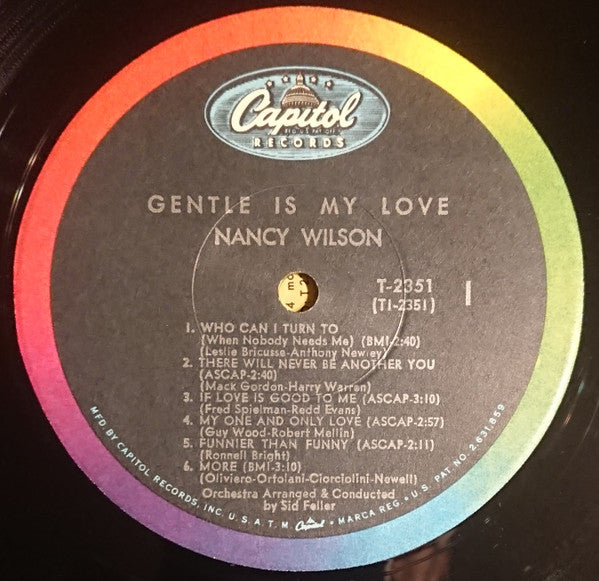 Capitol
REG. U.S. PAT. OFF.
RECORDS
GENTLE IS MY LOVE
NANCY WILSON
T-2351
(T1-2351)
1
1. WHO CAN I TURN TO
(When Nobody Needs Me) (BMI-2:40)
(Leslie Bricusse-Anthony Newley)
2. THERE WILL NEVER BE ANOTHER YOU
(ASCAP-2:40)
(Mack Gordon-Harry Warren)
3. IF LOVE IS GOOD TO ME (ASCAP-3:10)
(Fred Spielman-Redd Evans)
4. MY ONE AND ONLY LOVE (ASCAP-2:57)
(Guy Wood-Robert Mellin)
5. FUNNIER THAN FUNNY (ASCAP-2:11)
(Ronnell Bright)
6. MORE (BMI-3:10)
(Oliviero-Ortolani-Ciorciolini-Newell)
Orchestra Arranged & Conducted
by Sid Feller
MFD. BY CAPITOL RECORDS, INC. U.S.A. T.M. Capitol • MARCA REG. • U.S. PAT. NO. 2,631,859